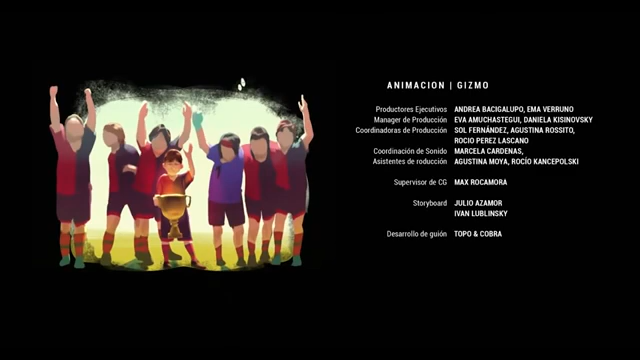 ANIMACION | GIZMO
Productores Ejecutivos ANDREA BACIGALUPO, EMA VERRUNO
Manager de Producción EVA AMUCHASTEGUI, DANIELA KISINOVSKY
Coordinadoras de Producción SOL FERNÁNDEZ, AGUSTINA ROSSITO,
ROCIO PEREZ LASCANO
Coordinación de Sonido MARCELA CARDENAS,
Asistentes de roducción AGUSTINA MOYA, ROCÍO KANCEPOLSKI
Supervisor de CG MAX ROCAMORA
Storyboard JULIO AZAMOR
IVAN LUBLINSKY
Desarrollo de guión TOPO & COBRA